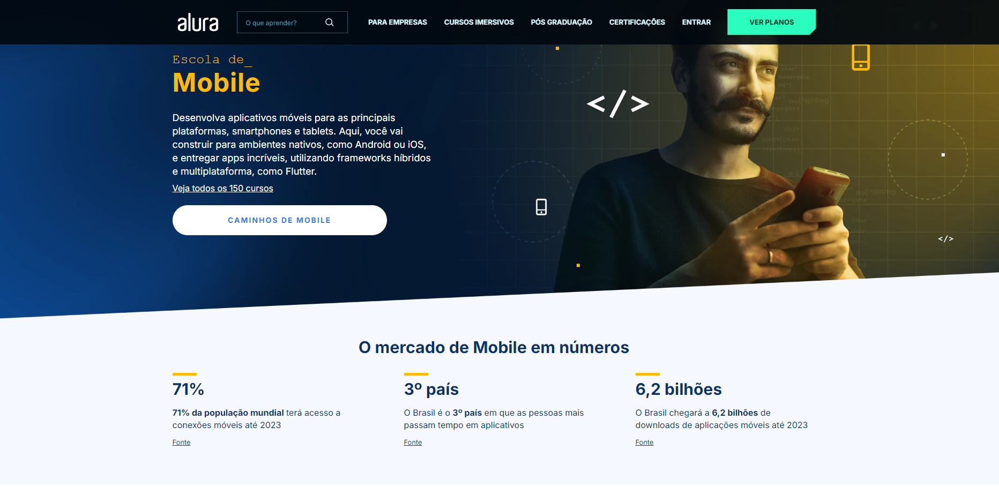 alura
O que aprender?
PARA EMPRESAS
CURSOS IMERSIVOS
PÓS GRADUAÇÃO
CERTIFICAÇÕES
ENTRAR
VER PLANOS
Escola de_
Mobile
Desenvolva aplicativos móveis para as principais
plataformas, smartphones e tablets. Aqui, você vai
construir para ambientes nativos, como Android ou iOS,
e entregar apps incríveis, utilizando frameworks híbridos
e multiplataforma, como Flutter.
Veja todos os 150 cursos
CAMINHOS DE MOBILE
</>
</>
O mercado de Mobile em números
71%
71% da população mundial terá acesso a
conexões móveis até 2023
Fonte
3º país
O Brasil é o 3º país em que as pessoas mais
passam tempo em aplicativos
Fonte
6,2 bilhões
O Brasil chegará a 6,2 bilhões de
downloads de aplicações móveis até 2023
Fonte